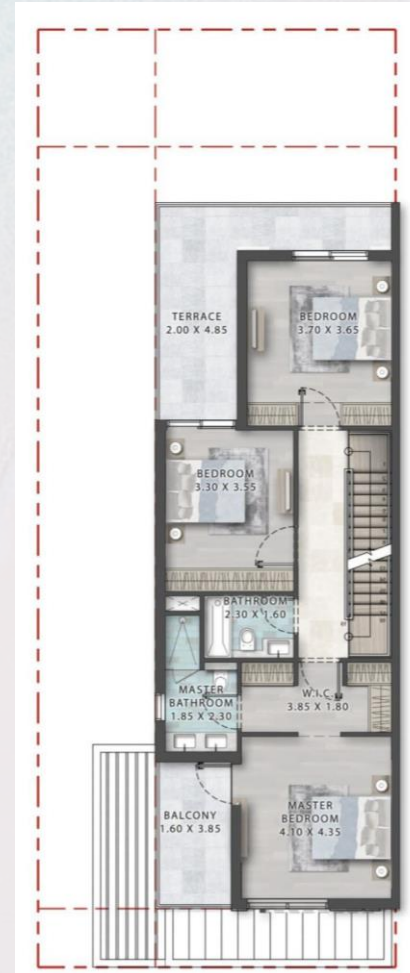 TERRACE
2.00 X 4.85
BEDROOM
3.70 X 3.65
BEDROOM
3.30 X 3.55
BATHROOM
2.30 X 1.60
MASTER
BATHROOM
1.85 X 2.30
W.I.C
3.85 X 1.80
BALCONY
1.60 X 3.85
MASTER
BEDROOM
4.10 X 4.35